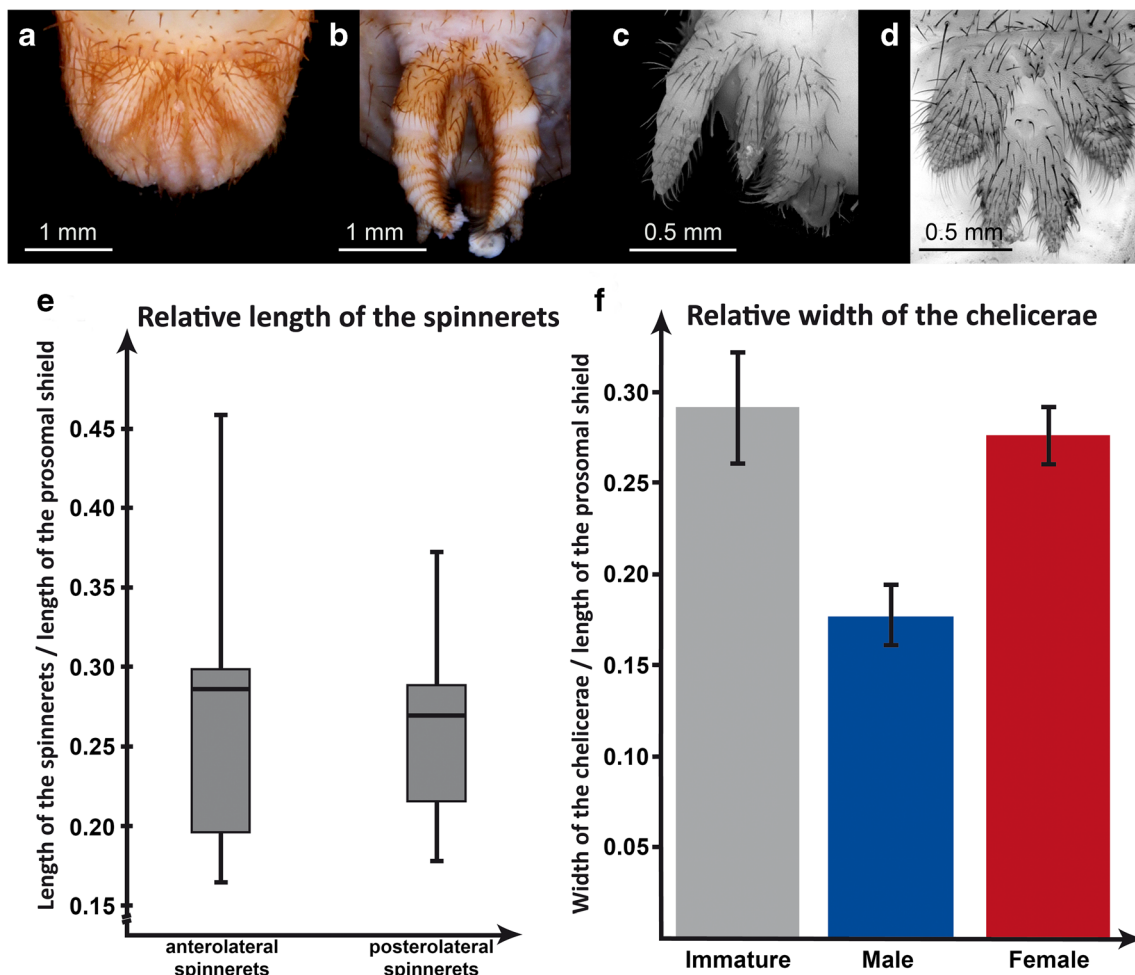 a
b
c
d
1 mm
1 mm
0.5 mm
0.5 mm
e
Relative length of the spinnerets
Length of the spinnerets / length of the prosomal shield
0.45
0.40
0.35
0.30
0.25
0.20
0.15
anterolateral
spinnerets
posterolateral
spinnerets
f
Relative width of the chelicerae
Width of the chelicerae / length of the prosomal shield
0.30
0.25
0.20
0.15
0.10
0.05
Immature
Male
Female